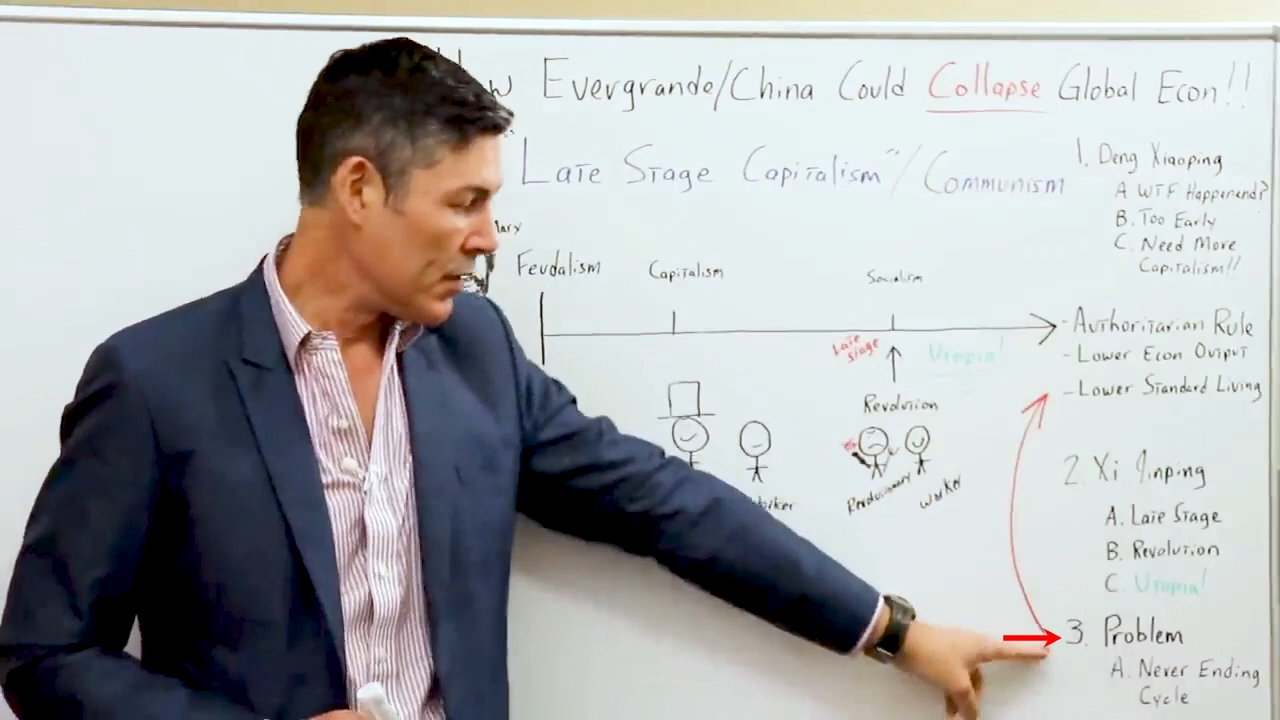 Evergrande/China Could Collapse Global Econ!!
Late Stage Capitalism"/Communism
1. Deng Xiaoping
A WTF Happenend?
B. Too Early
C. Need More
Capitalism!!
Feudalism
Capitalism
Socialism
Late
Stage
Utopia!
- Authoritarian Rule
- Lower Econ Output
- Lower Standard Living
Revolution
Revolutionary
Worker
2. Xi Jinping
A. Late Stage
B. Revolution
C. Utopia!
3. Problem
A. Never Ending
Cycle